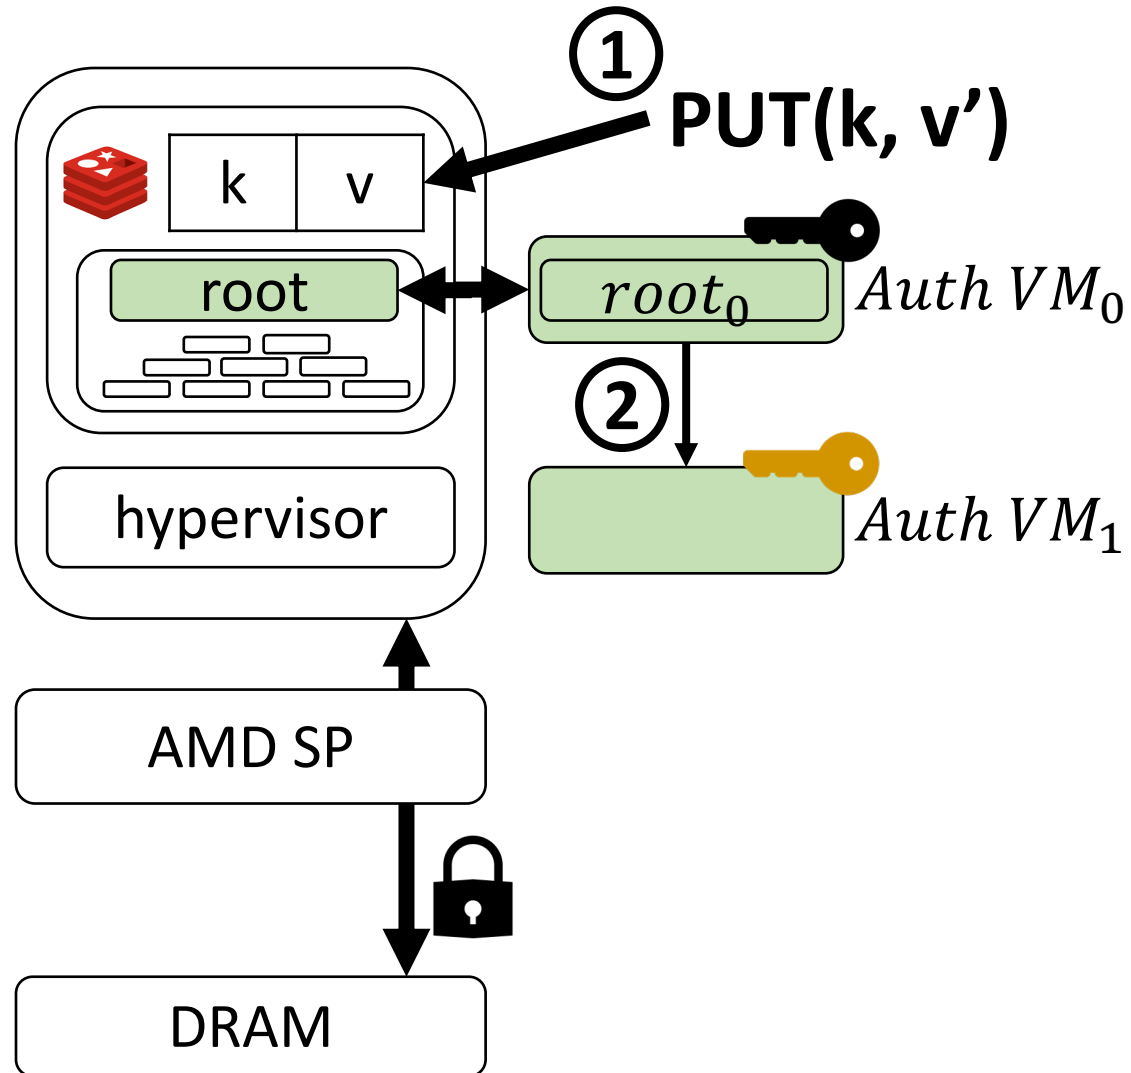 1
PUT(k, v’)
k
v
root
root₀
Auth VM₀
2
hypervisor
Auth VM₁
AMD SP
DRAM